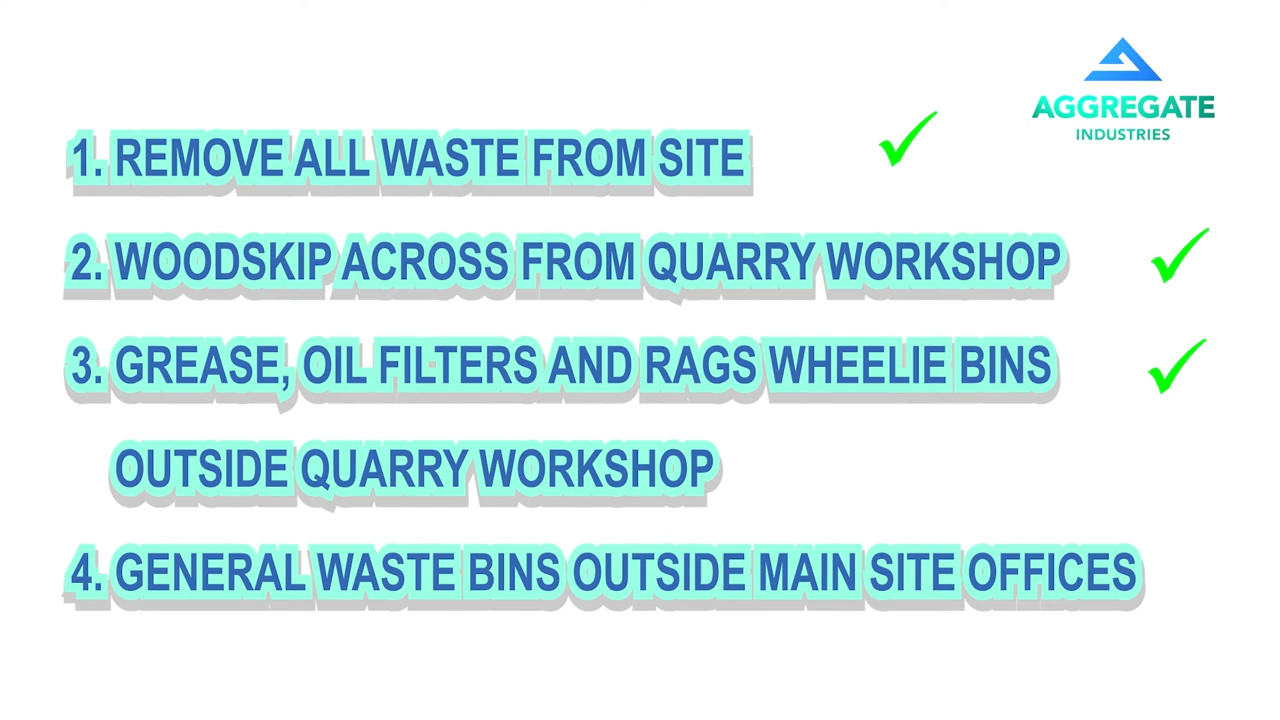 AGGREGATE
INDUSTRIES
1. REMOVE ALL WASTE FROM SITE
2. WOODSKIP ACROSS FROM QUARRY WORKSHOP
3. GREASE, OIL FILTERS AND RAGS WHEELIE BINS
OUTSIDE QUARRY WORKSHOP
4. GENERAL WASTE BINS OUTSIDE MAIN SITE OFFICES